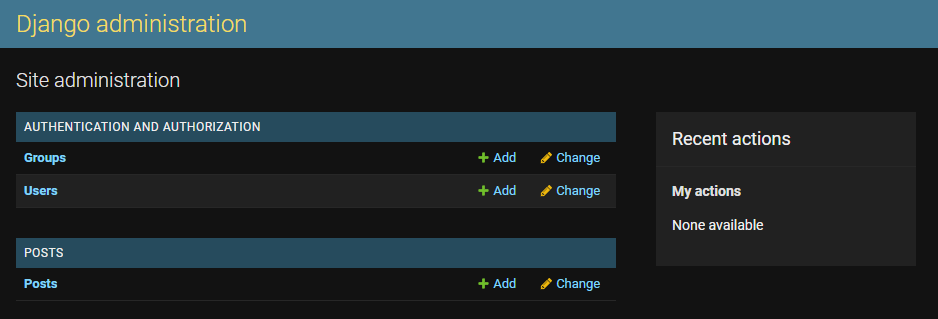 Django administration
Site administration
AUTHENTICATION AND AUTHORIZATION
Groups Add Change
Users Add Change
POSTS
Posts Add Change
Recent actions
My actions
None available